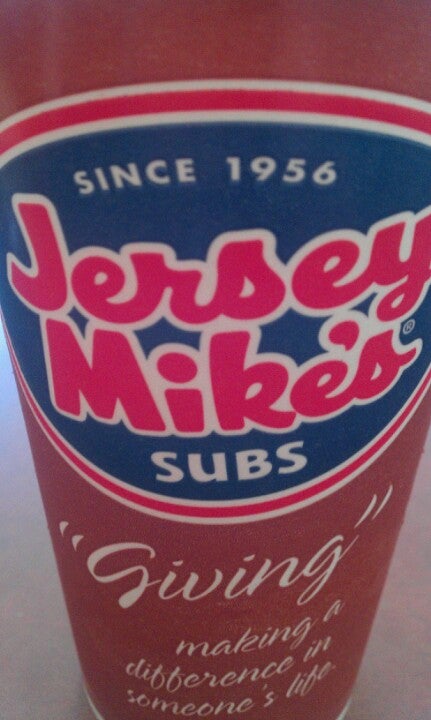 SINCE 1956
Jersey
Mike's®
SUBS
"Giving"
making a
difference in
someone's life